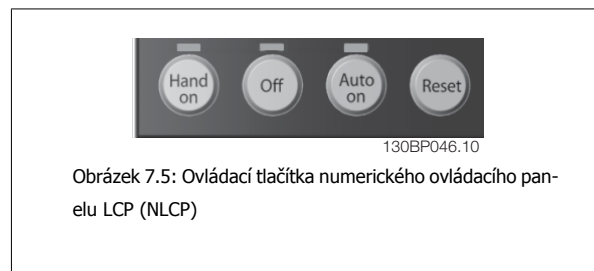 Hand on
Off
Auto on
Reset
130BP046.10
Obrázek 7.5: Ovládací tlačítka numerického ovládacího pan-
elu LCP (NLCP)